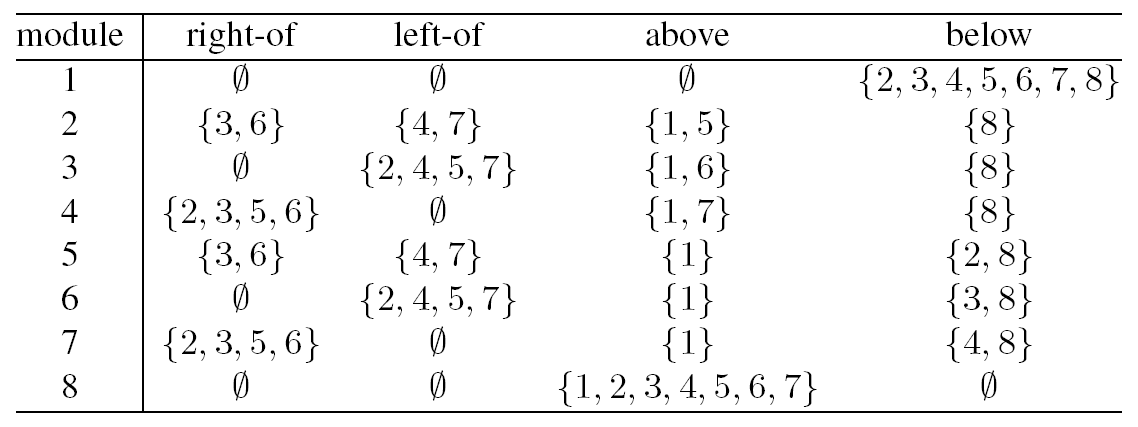 module right-of left-of above below
1 ∅ ∅ ∅ {2, 3, 4, 5, 6, 7, 8}
2 {3, 6} {4, 7} {1, 5} {8}
3 ∅ {2, 4, 5, 7} {1, 6} {8}
4 {2, 3, 5, 6} ∅ {1, 7} {8}
5 {3, 6} {4, 7} {1} {2, 8}
6 ∅ {2, 4, 5, 7} {1} {3, 8}
7 {2, 3, 5, 6} ∅ {1} {4, 8}
8 ∅ ∅ {1, 2, 3, 4, 5, 6, 7} ∅